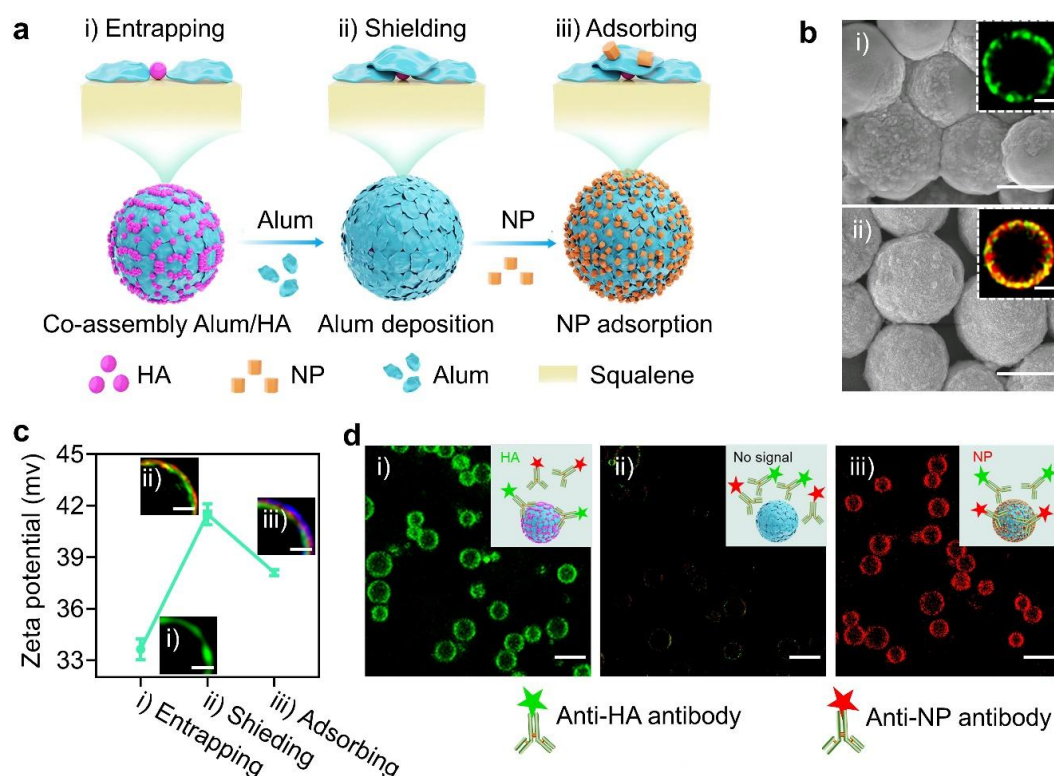 a
i) Entrapping
ii) Shielding
iii) Adsorbing
Alum
NP
Co-assembly Alum/HA
Alum deposition
NP adsorption
HA
NP
Alum
Squalene
b
i)
ii)
c
Zeta potential (mv)
45
42
39
36
33
ii)
iii)
i)
i) Entrapping
ii) Shieding
iii) Adsorbing
d
i)
HA
ii)
No signal
iii)
NP
Anti-HA antibody
Anti-NP antibody